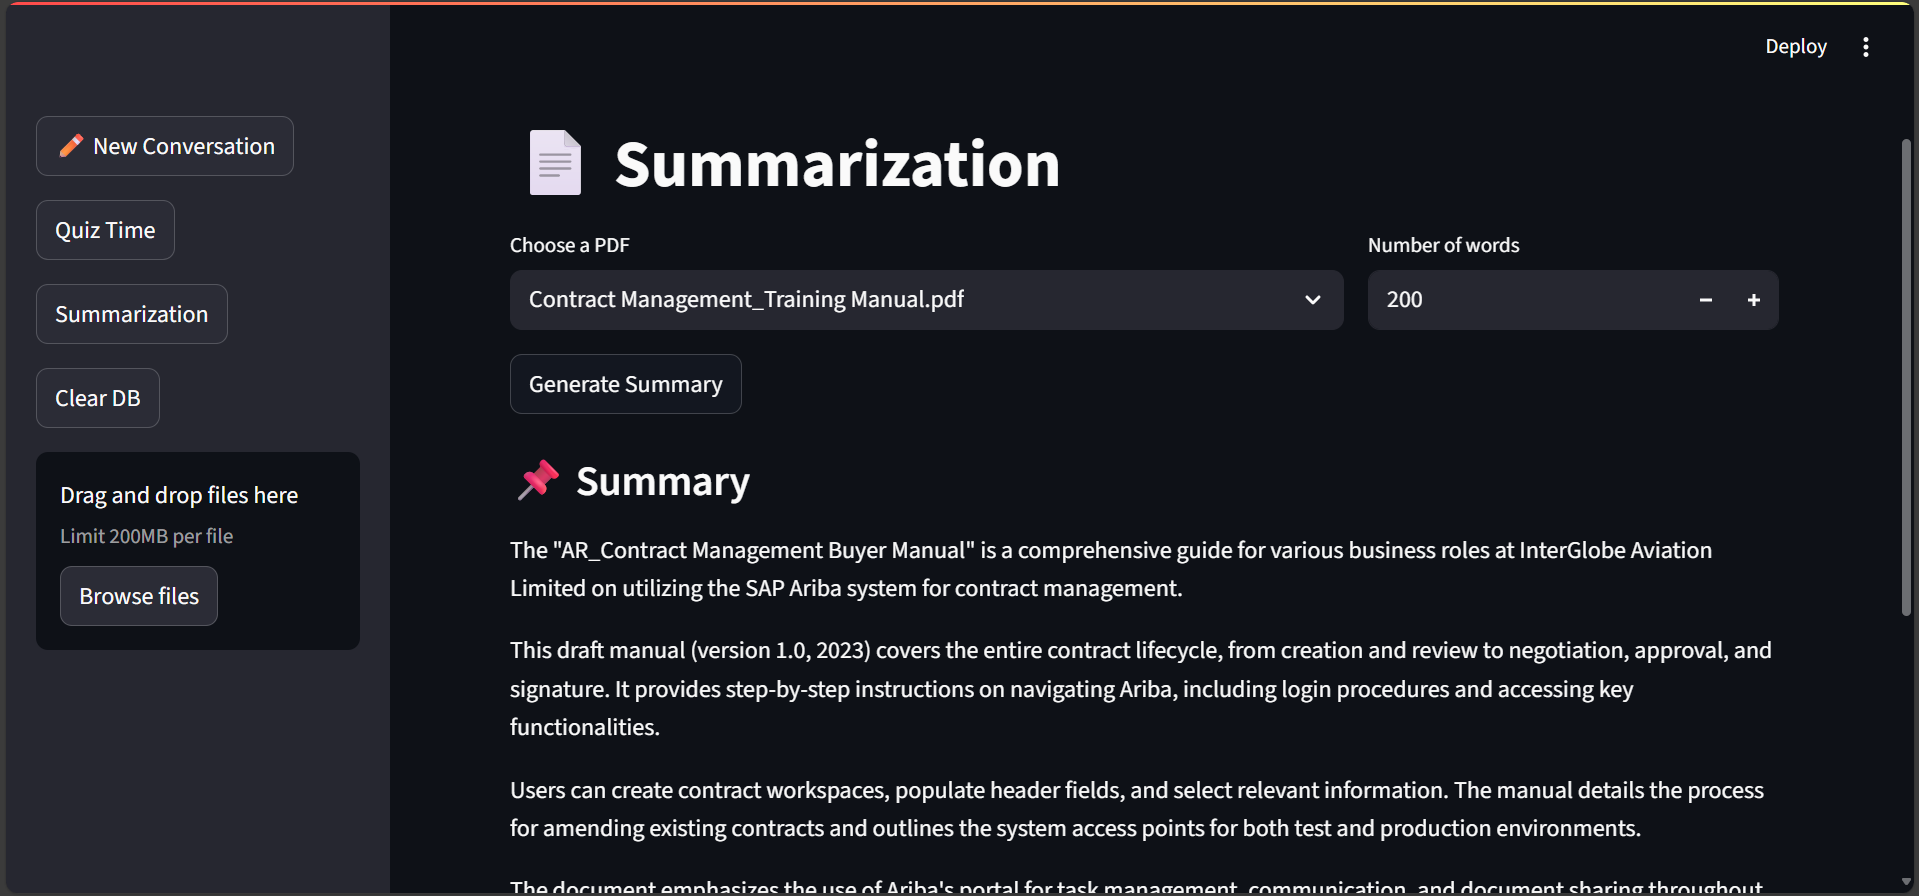 Deploy
New Conversation
Quiz Time
Summarization
Clear DB
Drag and drop files here
Limit 200MB per file
Browse files
Summarization
Choose a PDF
Number of words
Contract Management_Training Manual.pdf
200
Generate Summary
Summary
The "AR_Contract Management Buyer Manual" is a comprehensive guide for various business roles at InterGlobe Aviation
Limited on utilizing the SAP Ariba system for contract management.
This draft manual (version 1.0, 2023) covers the entire contract lifecycle, from creation and review to negotiation, approval, and
signature. It provides step-by-step instructions on navigating Ariba, including login procedures and accessing key
functionalities.
Users can create contract workspaces, populate header fields, and select relevant information. The manual details the process
for amending existing contracts and outlines the system access points for both test and production environments.
The document emphasizes the use of Ariba's portal for task management, communication, and document sharing throughout